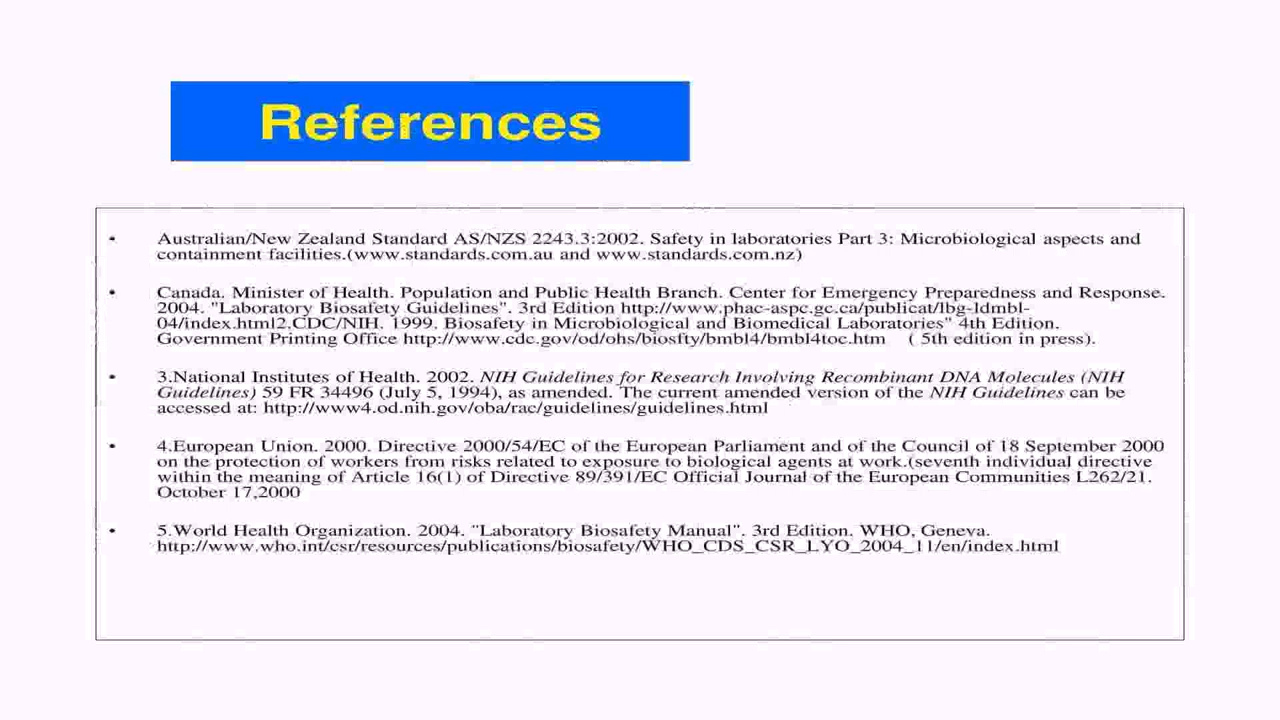 References
• Australian/New Zealand Standard AS/NZS 2243.3:2002. Safety in laboratories Part 3: Microbiological aspects and
containment facilities.(www.standards.com.au and www.standards.com.nz)
• Canada. Minister of Health. Population and Public Health Branch. Center for Emergency Preparedness and Response.
2004. "Laboratory Biosafety Guidelines". 3rd Edition http://www.phac-aspc.gc.ca/publicat/lbg-ldmbl-
04/index.html2.CDC/NIH. 1999. Biosafety in Microbiological and Biomedical Laboratories" 4th Edition.
Government Printing Office http://www.cdc.gov/od/ohs/biosfty/bmbl4/bmbl4toc.htm ( 5th edition in press).
• 3.National Institutes of Health. 2002. NIH Guidelines for Research Involving Recombinant DNA Molecules (NIH
Guidelines) 59 FR 34496 (July 5, 1994), as amended. The current amended version of the NIH Guidelines can be
accessed at: http://www4.od.nih.gov/oba/rac/guidelines/guidelines.html
• 4.European Union. 2000. Directive 2000/54/EC of the European Parliament and of the Council of 18 September 2000
on the protection of workers from risks related to exposure to biological agents at work.(seventh individual directive
within the meaning of Article 16(1) of Directive 89/391/EC Official Journal of the European Communities L262/21.
October 17,2000
• 5.World Health Organization. 2004. "Laboratory Biosafety Manual". 3rd Edition. WHO, Geneva.
http://www.who.int/csr/resources/publications/biosafety/WHO_CDS_CSR_LYO_2004_11/en/index.html